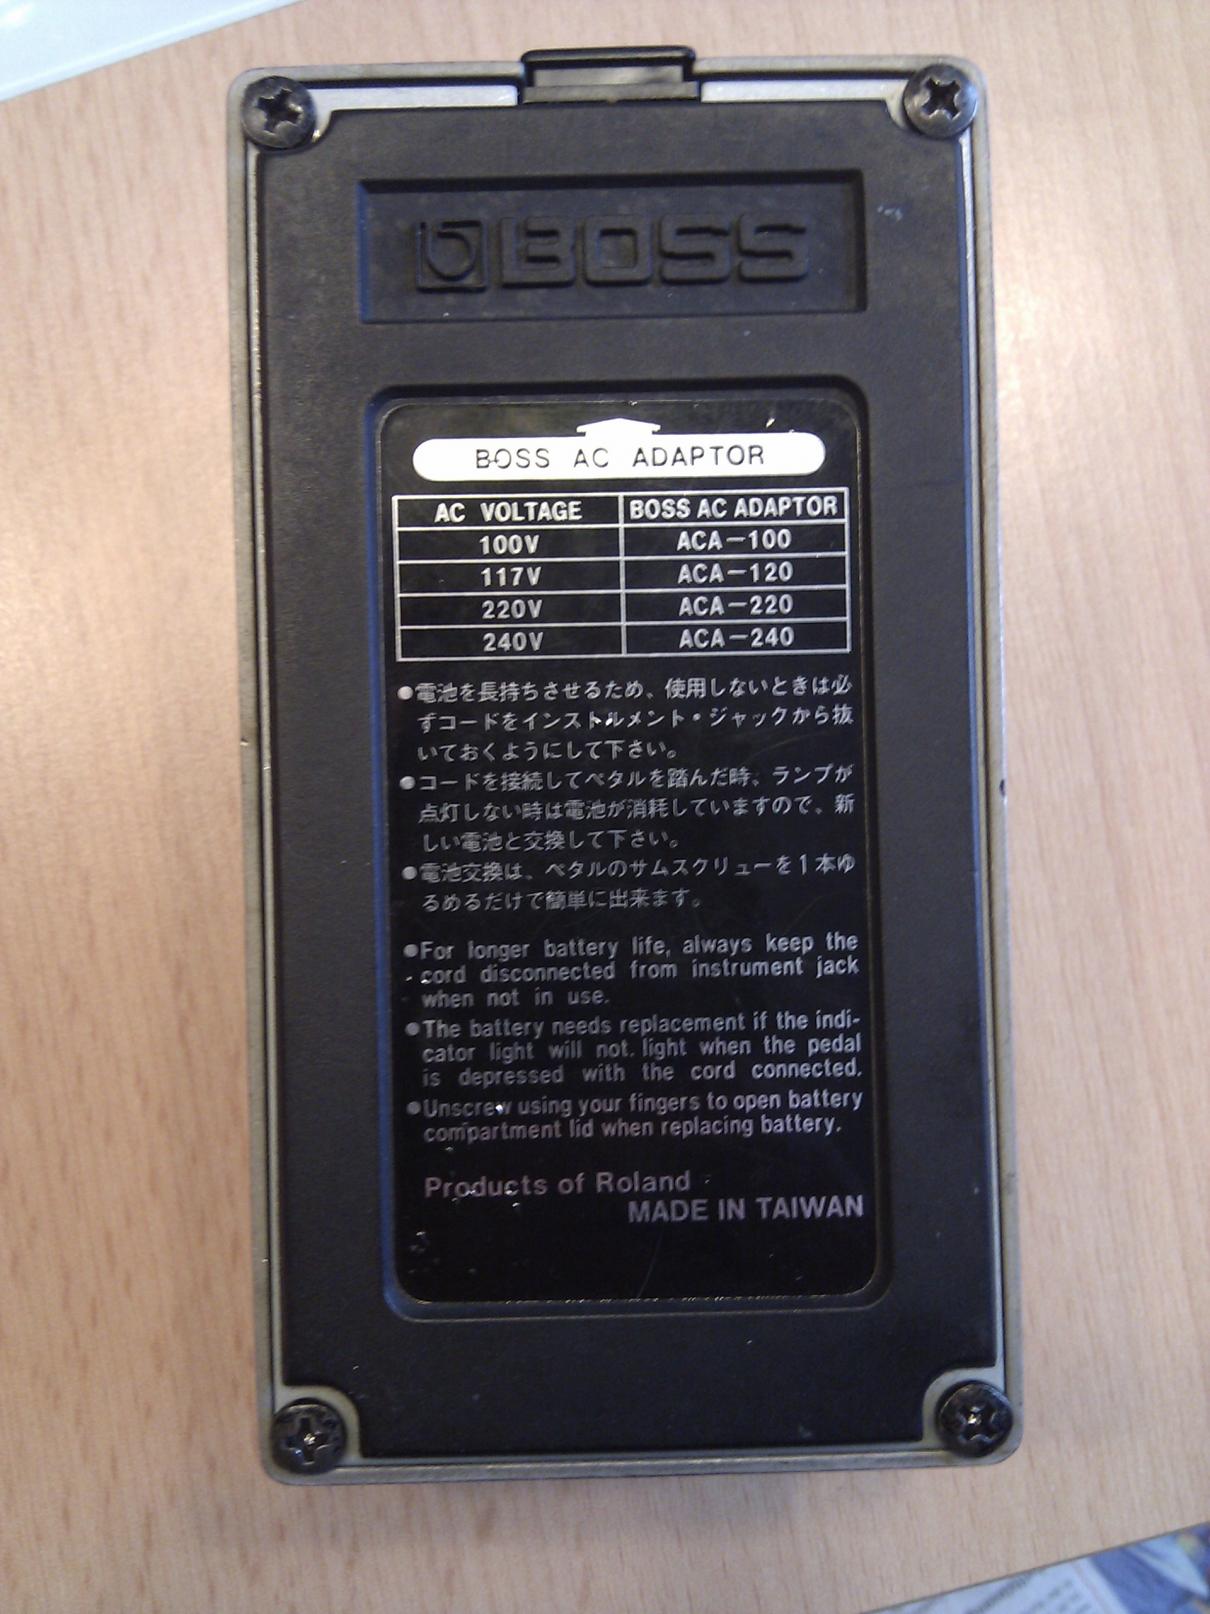 BOSS
BOSS AC ADAPTOR
AC VOLTAGE BOSS AC ADAPTOR
100V ACA-100
117V ACA-120
220V ACA-220
240V ACA-240
●電池を長持ちさせるため、使用しないときは必
ずコードをインストルメント・ジャックから抜
いておくようにして下さい。
●コードを接続してペタルを踏んだ時、ランプが
点灯しない時は電池が消耗していますので、新
しい電池と交換して下さい。
●電池交換は、ペタルのサムスクリューを1本ゆ
るめるだけで簡単に出来ます。
●For longer battery life, always keep the
cord disconnected from instrument jack
when not in use.
●The battery needs replacement if the indi-
cator light will not light when the pedal
is depressed with the cord connected.
●Unscrew using your fingers to open battery
compartment lid when replacing battery.
Products of Roland
MADE IN TAIWAN